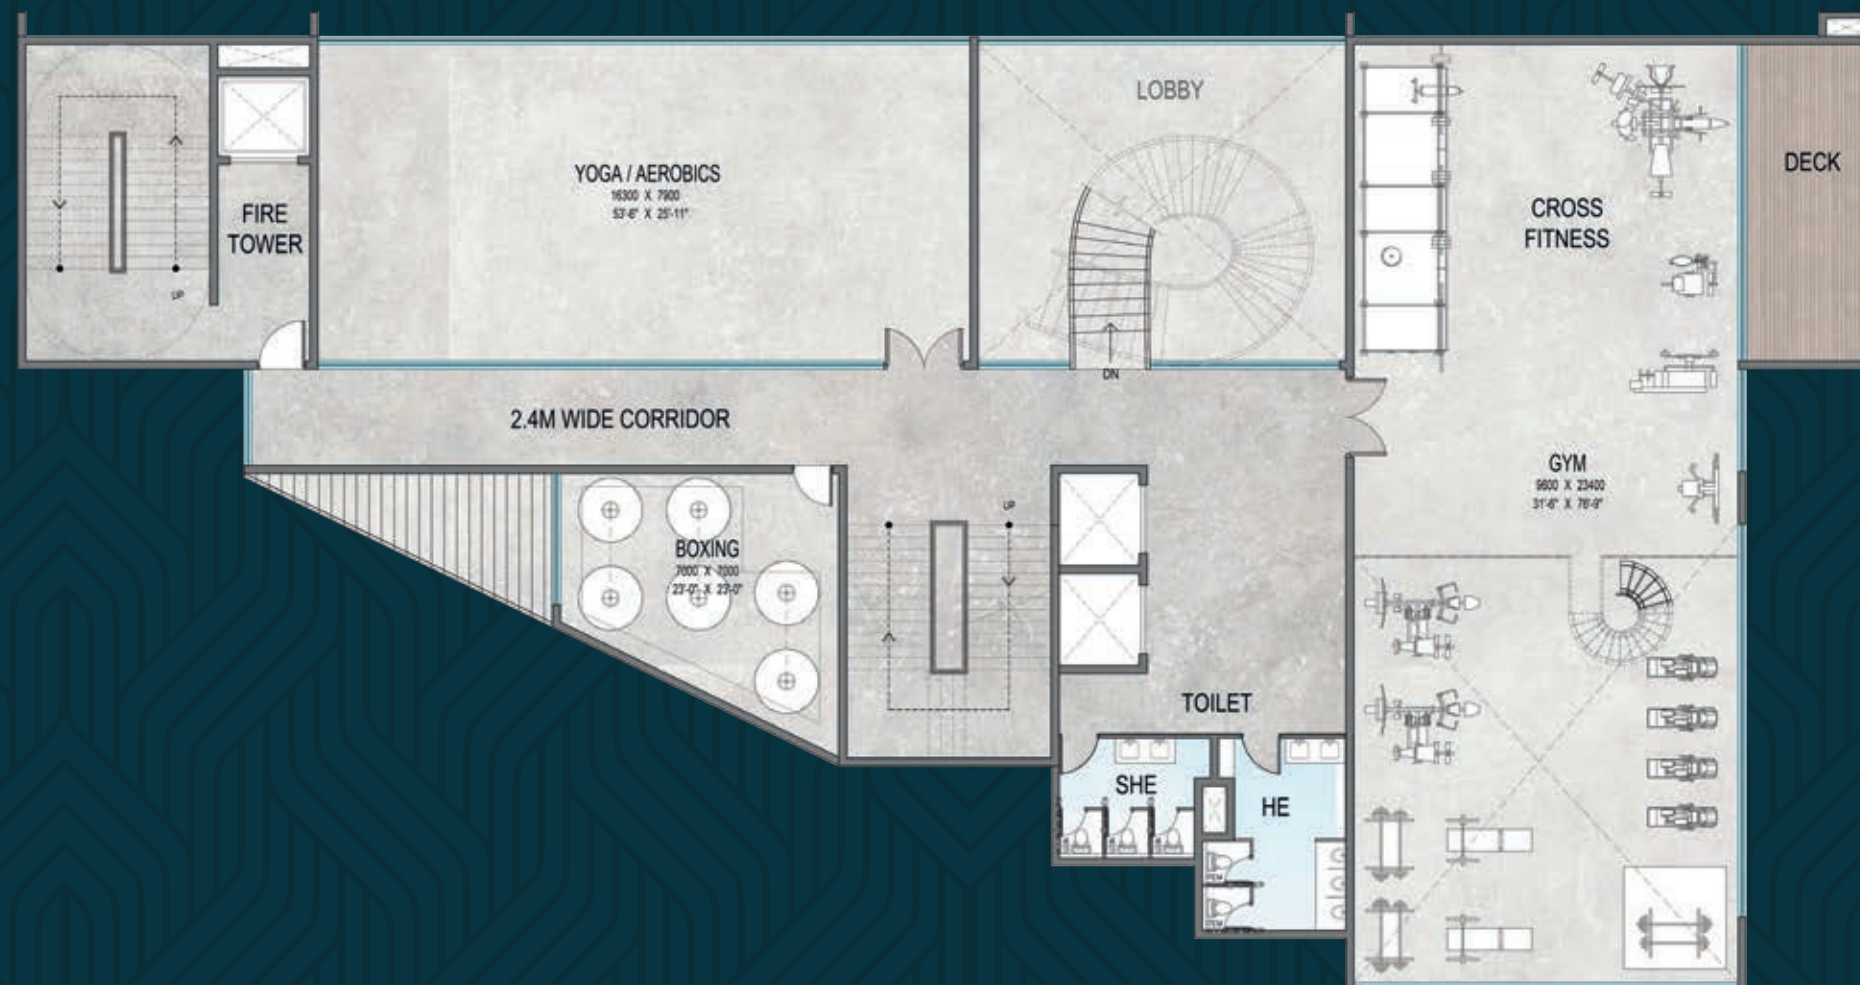 LOBBY
YOGA / AEROBICS
16300 X 7900
53'-6" X 25'-11"
DECK
CROSS
FITNESS
FIRE
TOWER
UP
DN
2.4M WIDE CORRIDOR
GYM
9600 X 23400
31'-6" X 76'-9"
UP
BOXING
7000 X 7000
23'-0" X 23'-0"
TOILET
SHE
HE